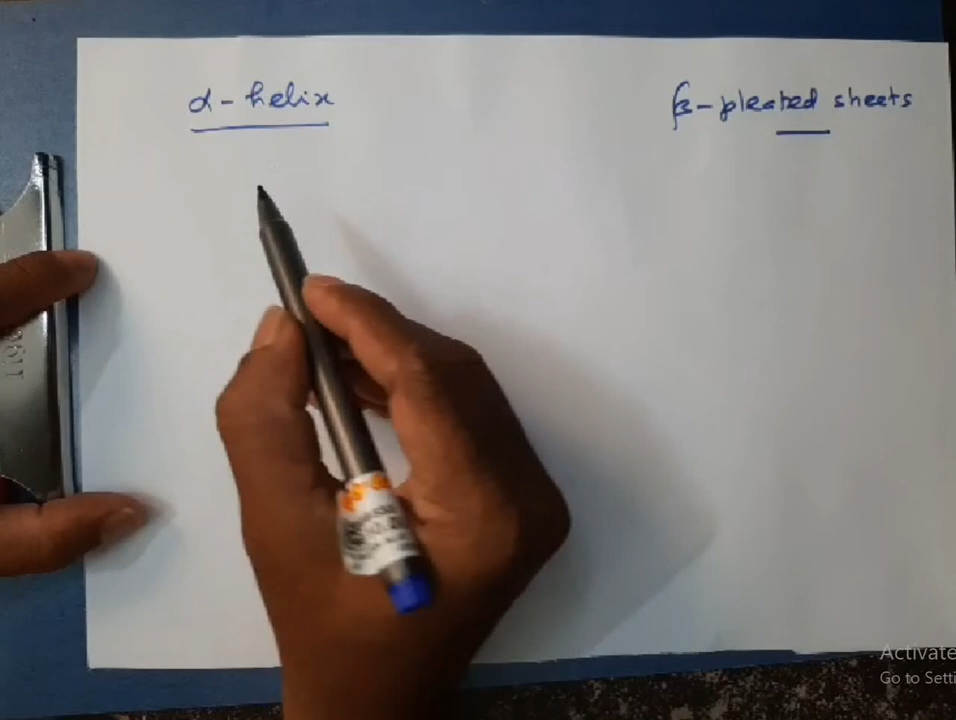 α - helix
β - pleated sheets
Activate
Go to Setti